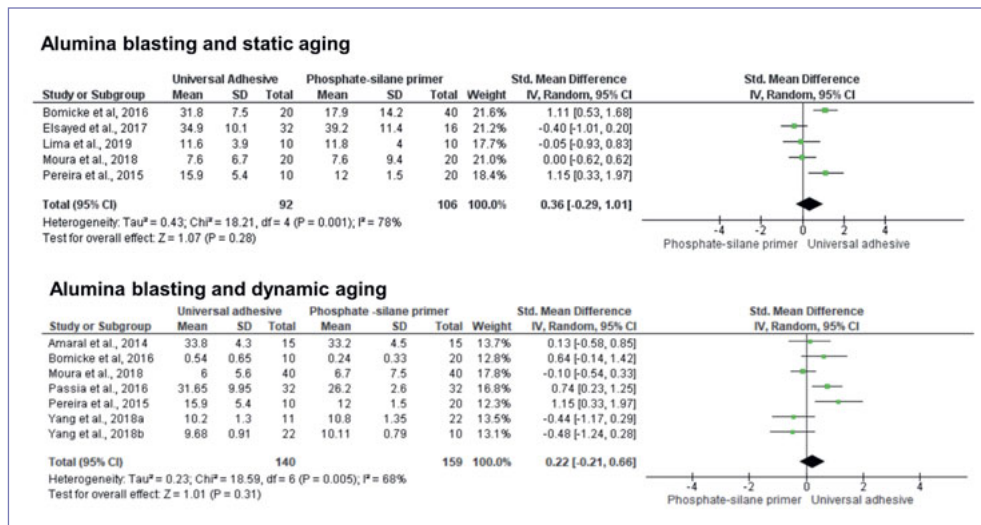 Alumina blasting and static aging
Universal Adhesive Phosphate-silane primer Std. Mean Difference Std. Mean Difference
Study or Subgroup Mean SD Total Mean SD Total Weight IV, Random, 95% CI IV, Random, 95% CI
Bomicke et al, 2016 31.8 7.5 20 17.9 14.2 40 21.6% 1.11 [0.53, 1.68]
Elsayed et al., 2017 34.9 10.1 32 39.2 11.4 16 21.2% -0.40 [-1.01, 0.20]
Lima et al., 2019 11.6 3.9 10 11.8 4 10 17.7% -0.05 [-0.93, 0.83]
Moura et al., 2018 7.6 6.7 20 7.6 9.4 20 21.0% 0.00 [-0.62, 0.62]
Pereira et al., 2015 15.9 5.4 10 12 1.5 20 18.4% 1.15 [0.33, 1.97]
Total (95% CI) 92 106 100.0% 0.36 [-0.29, 1.01]
Heterogeneity: Tau² = 0.43; Chi² = 18.21, df = 4 (P = 0.001); I² = 78%
Test for overall effect: Z = 1.07 (P = 0.28)
-4 -2 0 2 4
Phosphate-silane primer Universal adhesive
Alumina blasting and dynamic aging
Universal adhesive Phosphate -silane primer Std. Mean Difference Std. Mean Difference
Study or Subgroup Mean SD Total Mean SD Total Weight IV, Random, 95% CI IV, Random, 95% CI
Amaral et al., 2014 33.8 4.3 15 33.2 4.5 15 13.7% 0.13 [-0.58, 0.85]
Bomicke et al, 2016 0.54 0.65 10 0.24 0.33 20 12.8% 0.64 [-0.14, 1.42]
Moura et al., 2018 6 5.6 40 6.7 7.5 40 17.8% -0.10 [-0.54, 0.33]
Passia et al., 2016 31.65 9.95 32 26.2 2.6 32 16.8% 0.74 [0.23, 1.25]
Pereira et al., 2015 15.9 5.4 10 12 1.5 20 12.3% 1.15 [0.33, 1.97]
Yang et al., 2018a 10.2 1.3 11 10.8 1.35 22 13.5% -0.44 [-1.17, 0.29]
Yang et al., 2018b 9.68 0.91 22 10.11 0.79 10 13.1% -0.48 [-1.24, 0.28]
Total (95% CI) 140 159 100.0% 0.22 [-0.21, 0.66]
Heterogeneity: Tau² = 0.23; Chi² = 18.59, df = 6 (P = 0.005); I² = 68%
Test for overall effect: Z = 1.01 (P = 0.31)
-4 -2 0 2 4
Phosphate-silane primer Universal adhesive